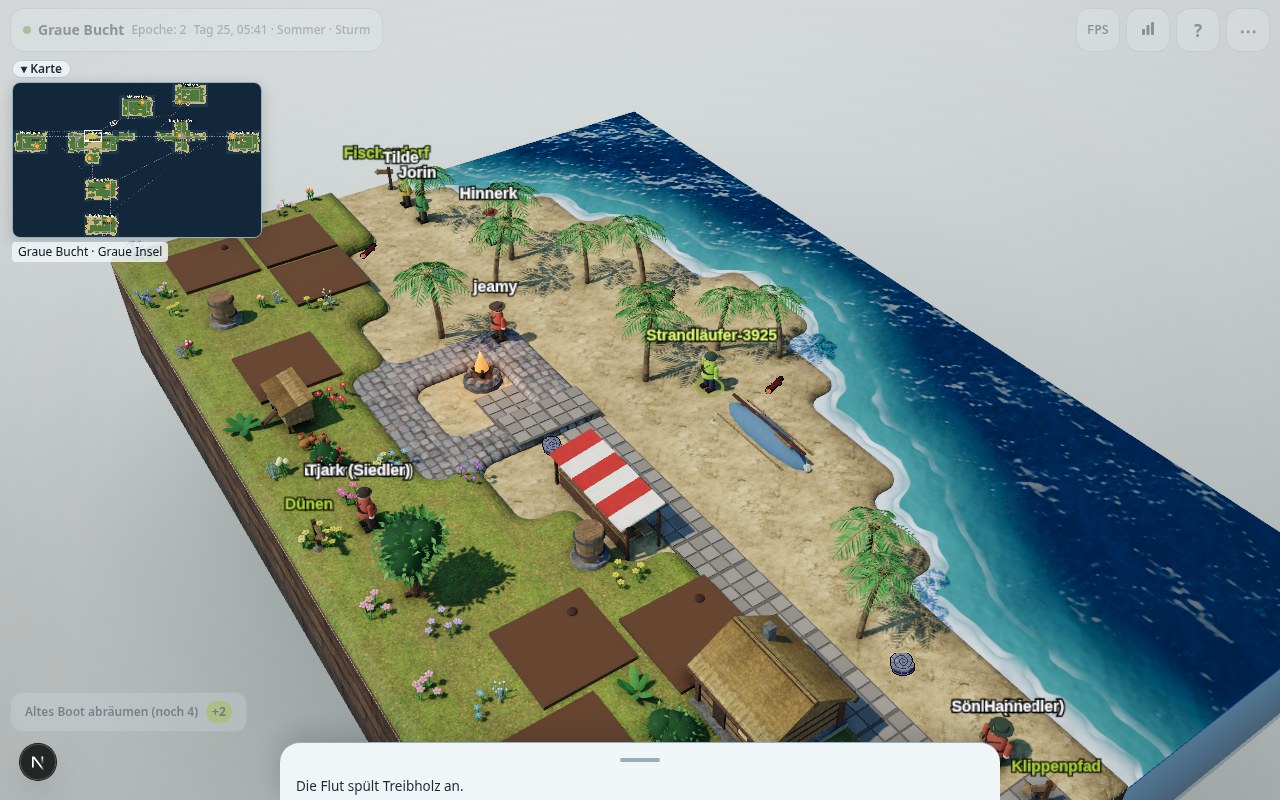 Graue Bucht Epoche: 2 Tag 25, 05:41 · Sommer · Sturm
FPS
?
...
▾ Karte
Graue Bucht · Graue Insel
Tilde
Jorin
Hinnerk
jeamy
Strandläufer-3925
Tjark (Siedler)
Dünen
Klippenpfad
Altes Boot abräumen (noch 4) +2
N
Die Flut spült Treibholz an.